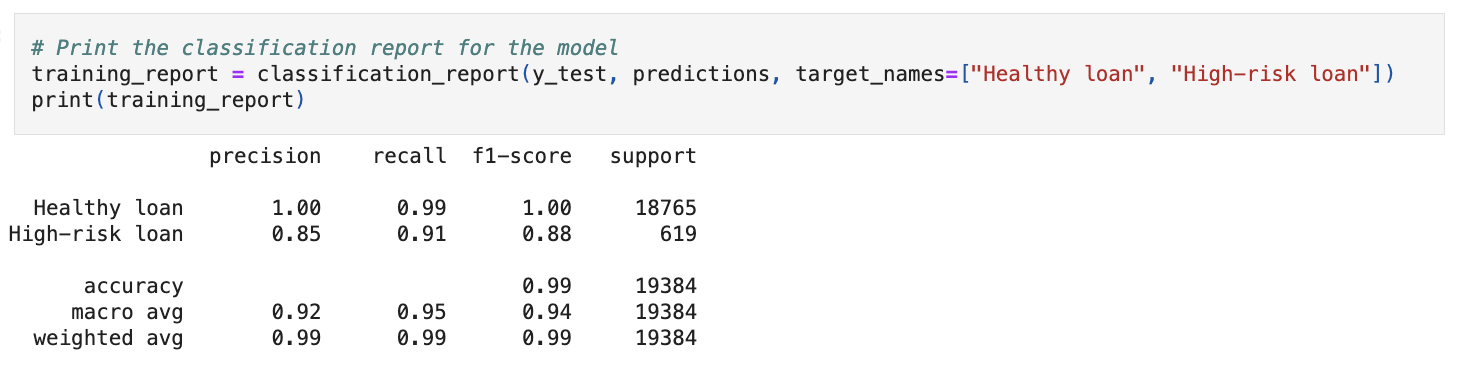 # Print the classification report for the model
training_report = classification_report(y_test, predictions, target_names=["Healthy loan", "High-risk loan"])
print(training_report)
precision recall f1-score support
Healthy loan 1.00 0.99 1.00 18765
High-risk loan 0.85 0.91 0.88 619
accuracy 0.99 19384
macro avg 0.92 0.95 0.94 19384
weighted avg 0.99 0.99 0.99 19384